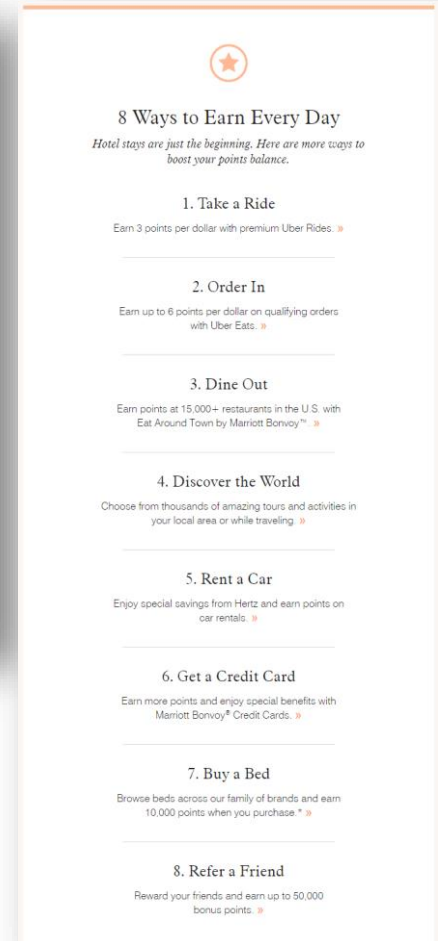 8 Ways to Earn Every Day
Hotel stays are just the beginning. Here are more ways to
boost your points balance.
1. Take a Ride
Earn 3 points per dollar with premium Uber Rides. »
2. Order In
Earn up to 6 points per dollar on qualifying orders
with Uber Eats. »
3. Dine Out
Earn points at 15,000+ restaurants in the U.S. with
Eat Around Town by Marriott Bonvoy™. »
4. Discover the World
Choose from thousands of amazing tours and activities in
your local area or while traveling. »
5. Rent a Car
Enjoy special savings from Hertz and earn points on
car rentals. »
6. Get a Credit Card
Earn more points and enjoy special benefits with
Marriott Bonvoy® Credit Cards. »
7. Buy a Bed
Browse beds across our family of brands and earn
10,000 points when you purchase.* »
8. Refer a Friend
Reward your friends and earn up to 50,000
bonus points. »